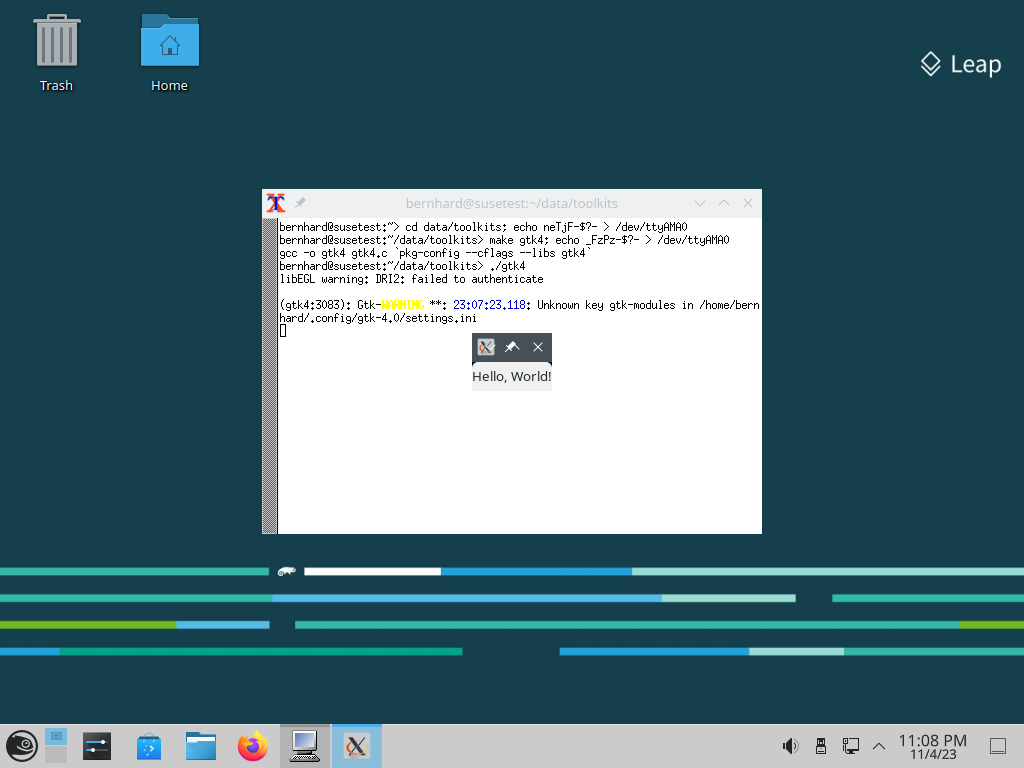 Trash
Home
Leap
bernhard@susetest:~/data/toolkits
bernhard@susetest:~> cd data/toolkits; echo neTjF-$?- > /dev/ttyAMA0
bernhard@susetest:~/data/toolkits> make gtk4; echo _FzPz-$?- > /dev/ttyAMA0
gcc -o gtk4 gtk4.c `pkg-config --cflags --libs gtk4`
bernhard@susetest:~/data/toolkits> ./gtk4
libEGL warning: DRI2: failed to authenticate
(gtk4:3083): Gtk-WARNING **: 23:07:23.118: Unknown key gtk-modules in /home/bern
hard/.config/gtk-4.0/settings.ini
Hello, World!
11:08 PM
11/4/23